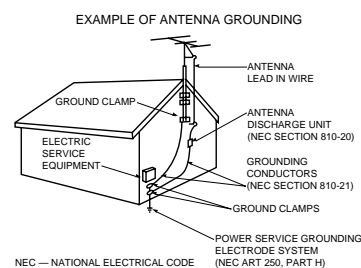 EXAMPLE OF ANTENNA GROUNDING
ANTENNA
LEAD IN WIRE
GROUND CLAMP
ANTENNA
DISCHARGE UNIT
(NEC SECTION 810-20)
ELECTRIC
SERVICE
EQUIPMENT
GROUNDING
CONDUCTORS
(NEC SECTION 810-21)
GROUND CLAMPS
POWER SERVICE GROUNDING
ELECTRODE SYSTEM
(NEC ART 250, PART H)
NEC — NATIONAL ELECTRICAL CODE